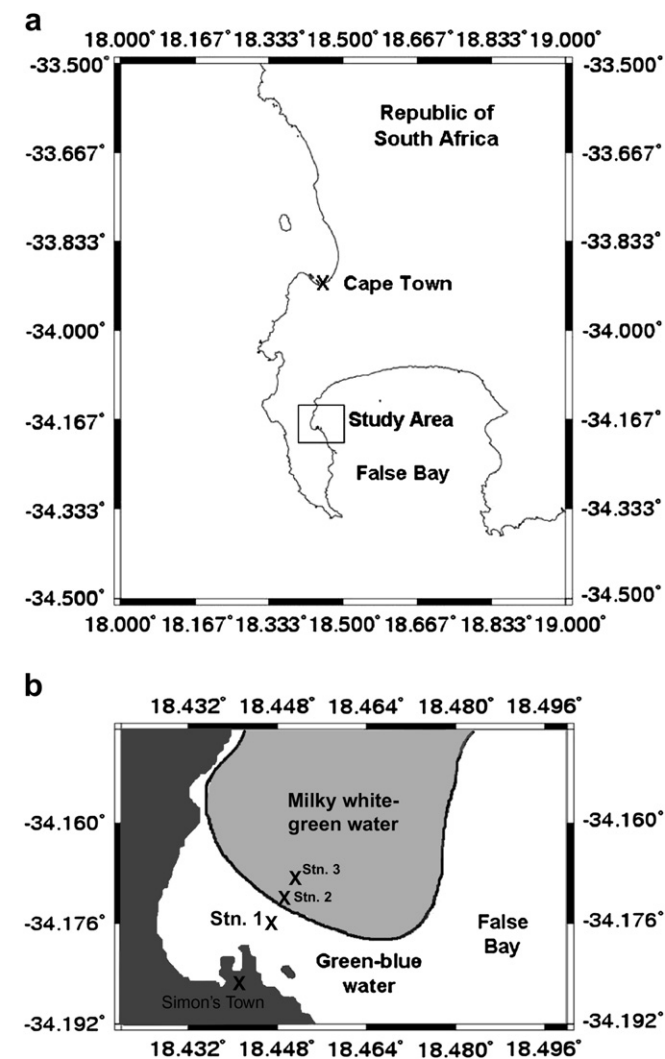 a
18.000° 18.167° 18.333° 18.500° 18.667° 18.833° 19.000°
-33.500° -33.500°
Republic of
South Africa
-33.667° -33.667°
-33.833° -33.833°
X Cape Town
-34.000° -34.000°
-34.167° Study Area -34.167°
False Bay
-34.333° -34.333°
-34.500° -34.500°
18.000° 18.167° 18.333° 18.500° 18.667° 18.833° 19.000°
b
18.432° 18.448° 18.464° 18.480° 18.496°
Milky white-
green water
-34.160° -34.160°
X Stn. 3
X Stn. 2
Stn. 1 X
-34.176° -34.176°
False
Bay
Green-blue
water
X
Simon's Town
-34.192° -34.192°
18.432° 18.448° 18.464° 18.480° 18.496°